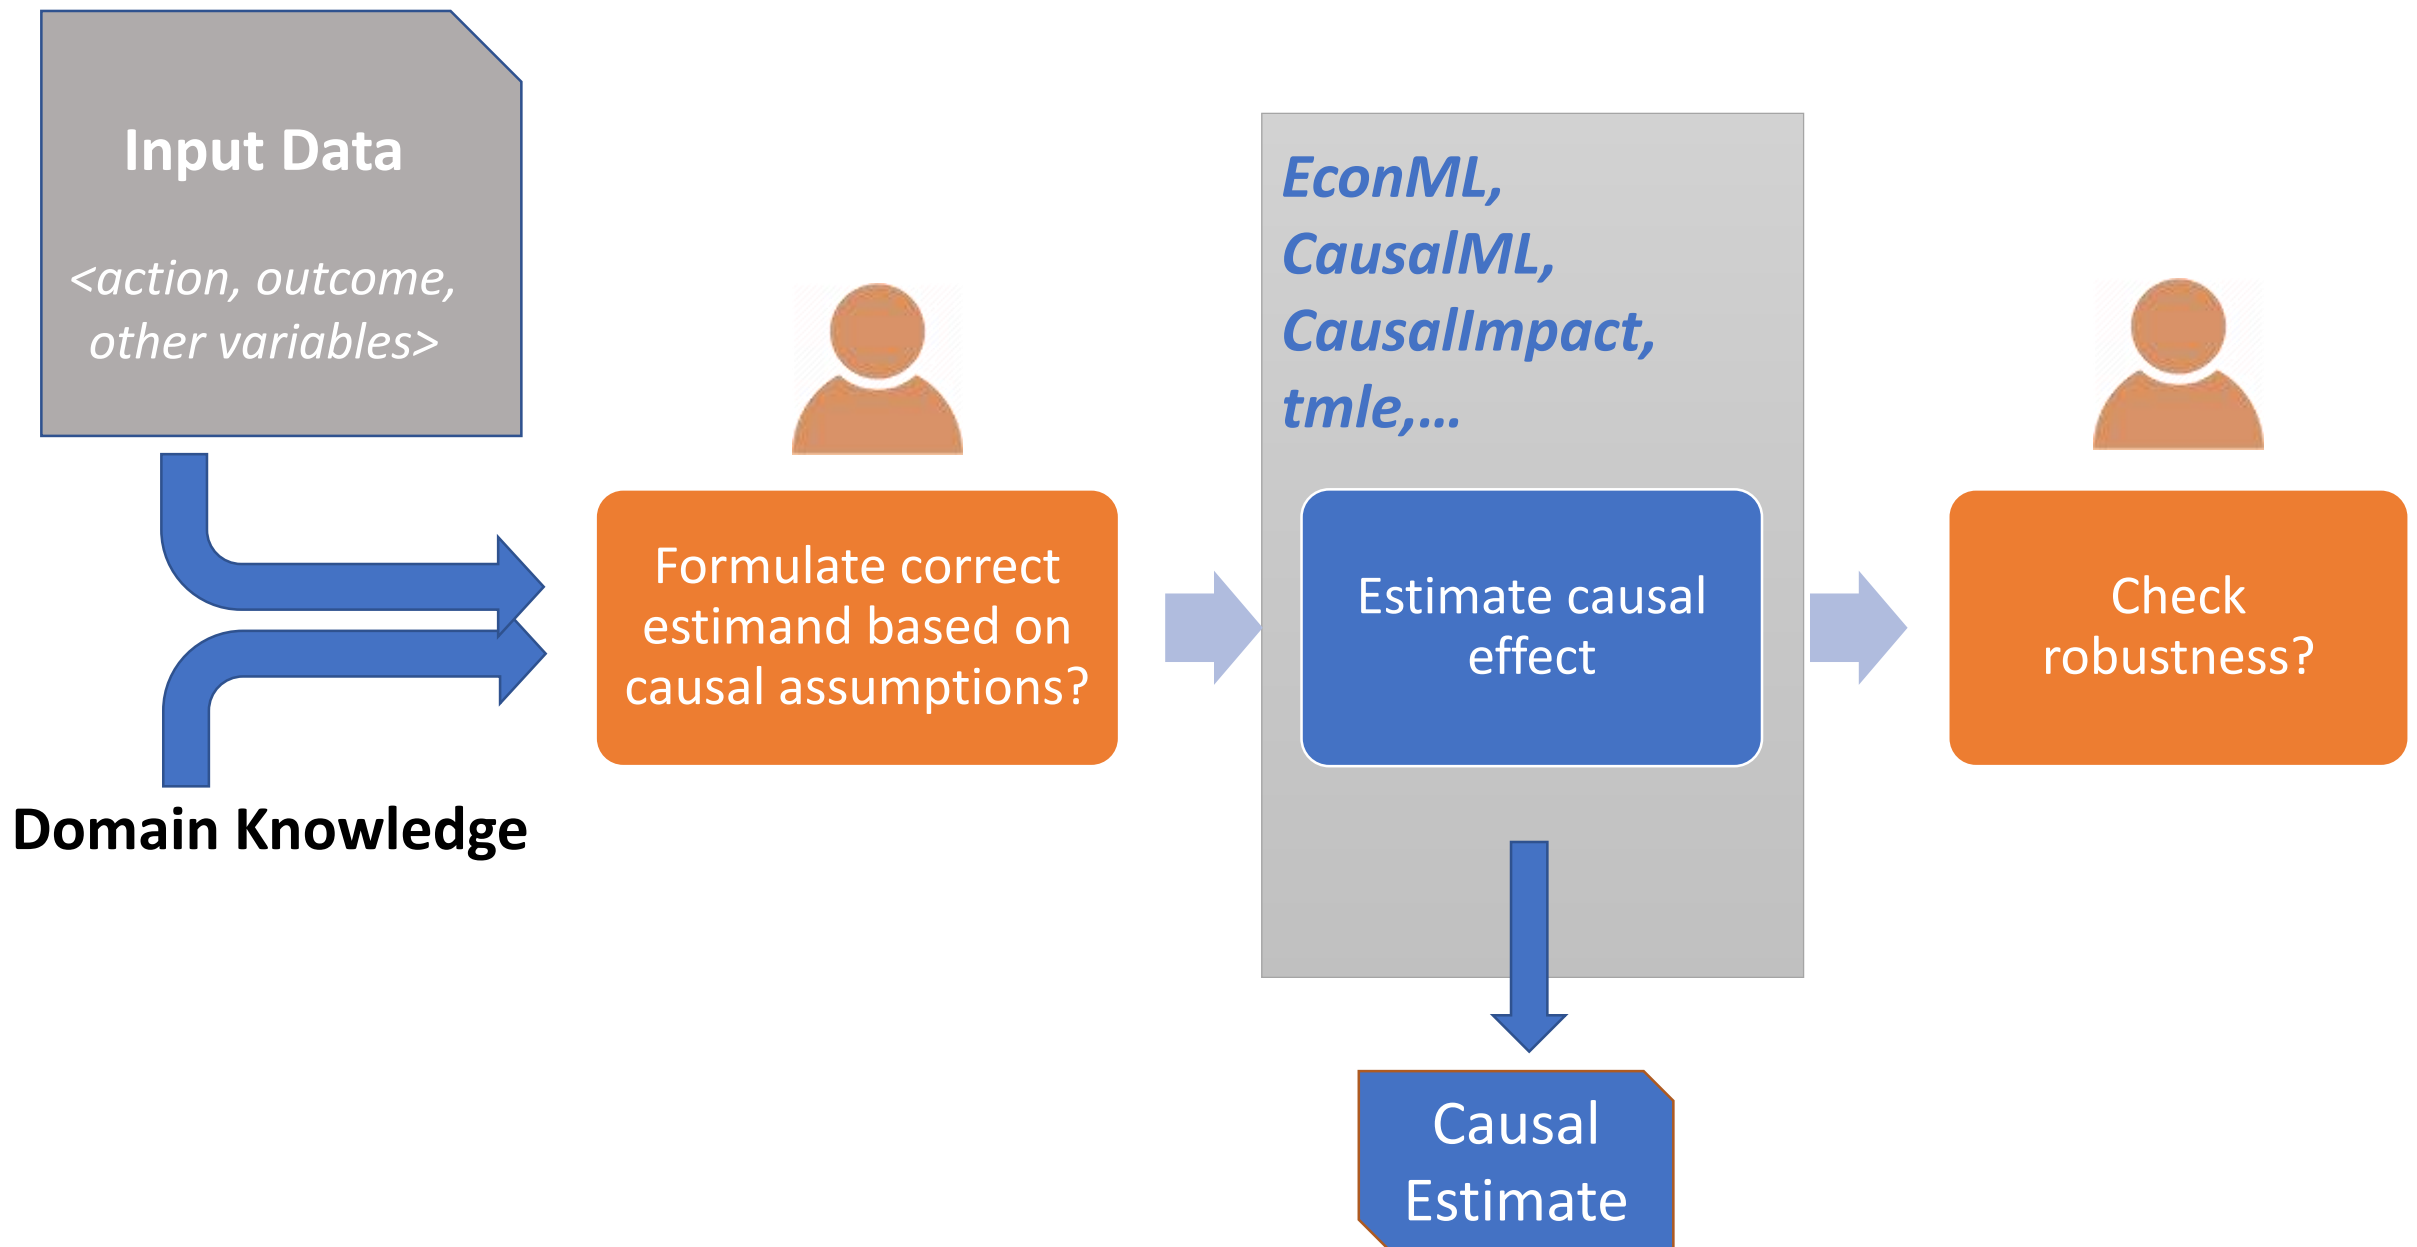 Input Data
<action, outcome,
other variables>
Domain Knowledge
Formulate correct
estimand based on
causal assumptions?
EconML,
CausalML,
CausalImpact,
tmle,...
Estimate causal
effect
Causal
Estimate
Check
robustness?